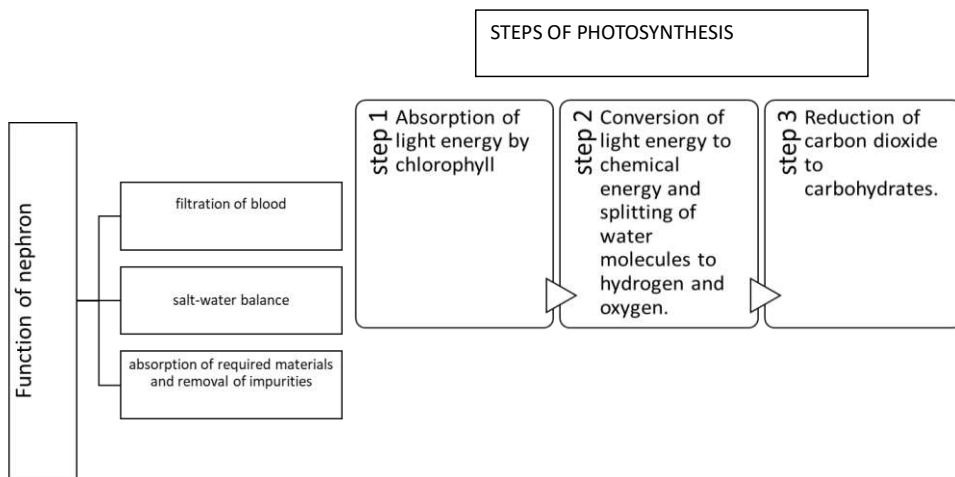 STEPS OF PHOTOSYNTHESIS
step 1
Absorption of
light energy by
chlorophyll
step 2
Conversion of
light energy to
chemical
energy and
splitting of
water
molecules to
hydrogen and
oxygen.
step 3
Reduction of
carbon dioxide
to
carbohydrates.
Function of nephron
filtration of blood
salt-water balance
absorption of required materials
and removal of impurities